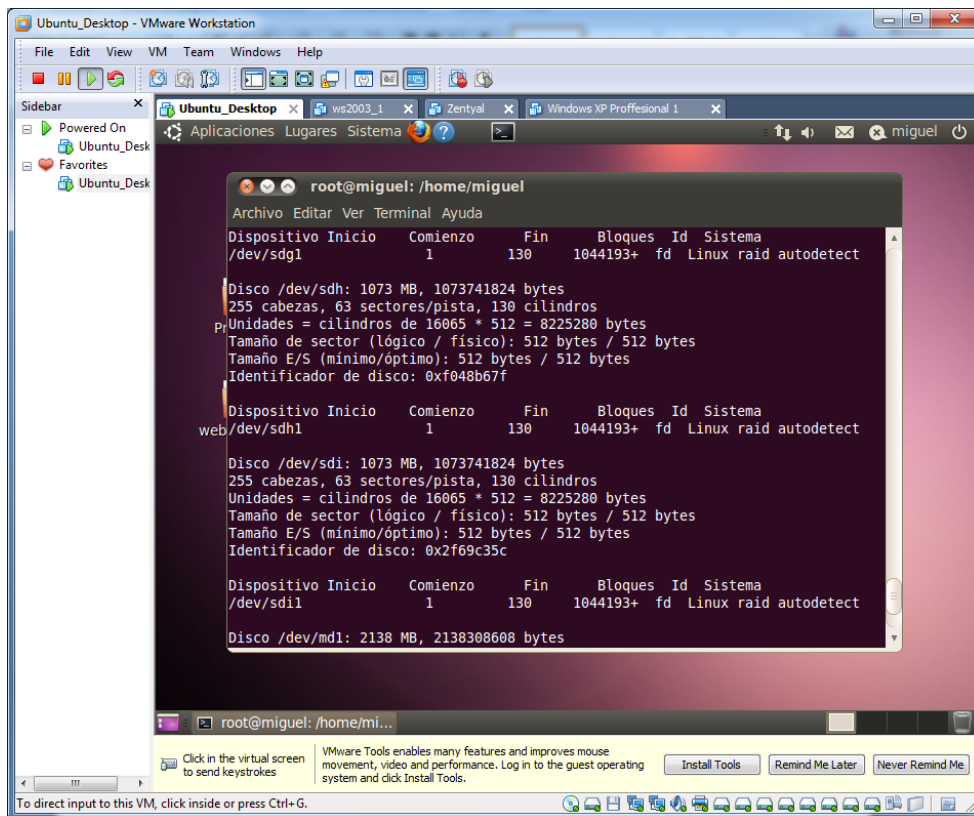 Ubuntu_Desktop - VMware Workstation
File Edit View VM Team Windows Help
Sidebar ×
Powered On
Ubuntu_Desk
Favorites
Ubuntu_Desk
Ubuntu_Desktop × ws2003_1 × Zentyal × Windows XP Proffesional 1 ×
Aplicaciones Lugares Sistema miguel
root@miguel: /home/miguel
Archivo Editar Ver Terminal Ayuda
Dispositivo Inicio Comienzo Fin Bloques Id Sistema
/dev/sdg1 1 130 1044193+ fd Linux raid autodetect
Disco /dev/sdh: 1073 MB, 1073741824 bytes
255 cabezas, 63 sectores/pista, 130 cilindros
Pr
Unidades = cilindros de 16065 * 512 = 8225280 bytes
Tamaño de sector (lógico / físico): 512 bytes / 512 bytes
Tamaño E/S (mínimo/óptimo): 512 bytes / 512 bytes
Identificador de disco: 0xf048b67f
Dispositivo Inicio Comienzo Fin Bloques Id Sistema
web
/dev/sdh1 1 130 1044193+ fd Linux raid autodetect
Disco /dev/sdi: 1073 MB, 1073741824 bytes
255 cabezas, 63 sectores/pista, 130 cilindros
Unidades = cilindros de 16065 * 512 = 8225280 bytes
Tamaño de sector (lógico / físico): 512 bytes / 512 bytes
Tamaño E/S (mínimo/óptimo): 512 bytes / 512 bytes
Identificador de disco: 0x2f69c35c
Dispositivo Inicio Comienzo Fin Bloques Id Sistema
/dev/sdi1 1 130 1044193+ fd Linux raid autodetect
Disco /dev/md1: 2138 MB, 2138308608 bytes
root@miguel: /home/mi...
Click in the virtual screen
to send keystrokes
VMware Tools enables many features and improves mouse
movement, video and performance. Log in to the guest operating
system and click Install Tools.
Install Tools
Remind Me Later
Never Remind Me
To direct input to this VM, click inside or press Ctrl+G.